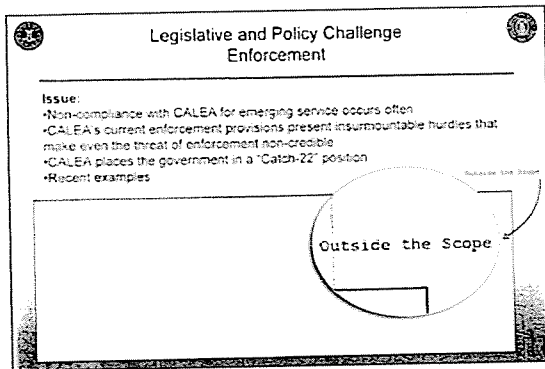 Legislative and Policy Challenge
Enforcement
Issue:
•Non-compliance with CALEA for emerging service occurs often
•CALEA's current enforcement provisions present insurmountable hurdles that
make even the threat of enforcement non-credible
•CALEA places the government in a "Catch-22" position
•Recent examples
Outside the Scope
Outside the Scope